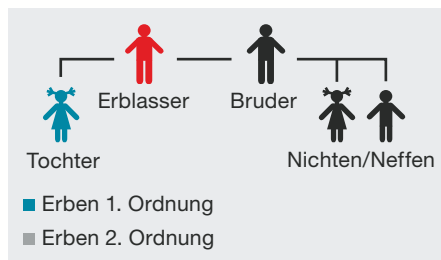 Erblasser
Bruder
Tochter
Nichten/Neffen
Erben 1. Ordnung
Erben 2. Ordnung